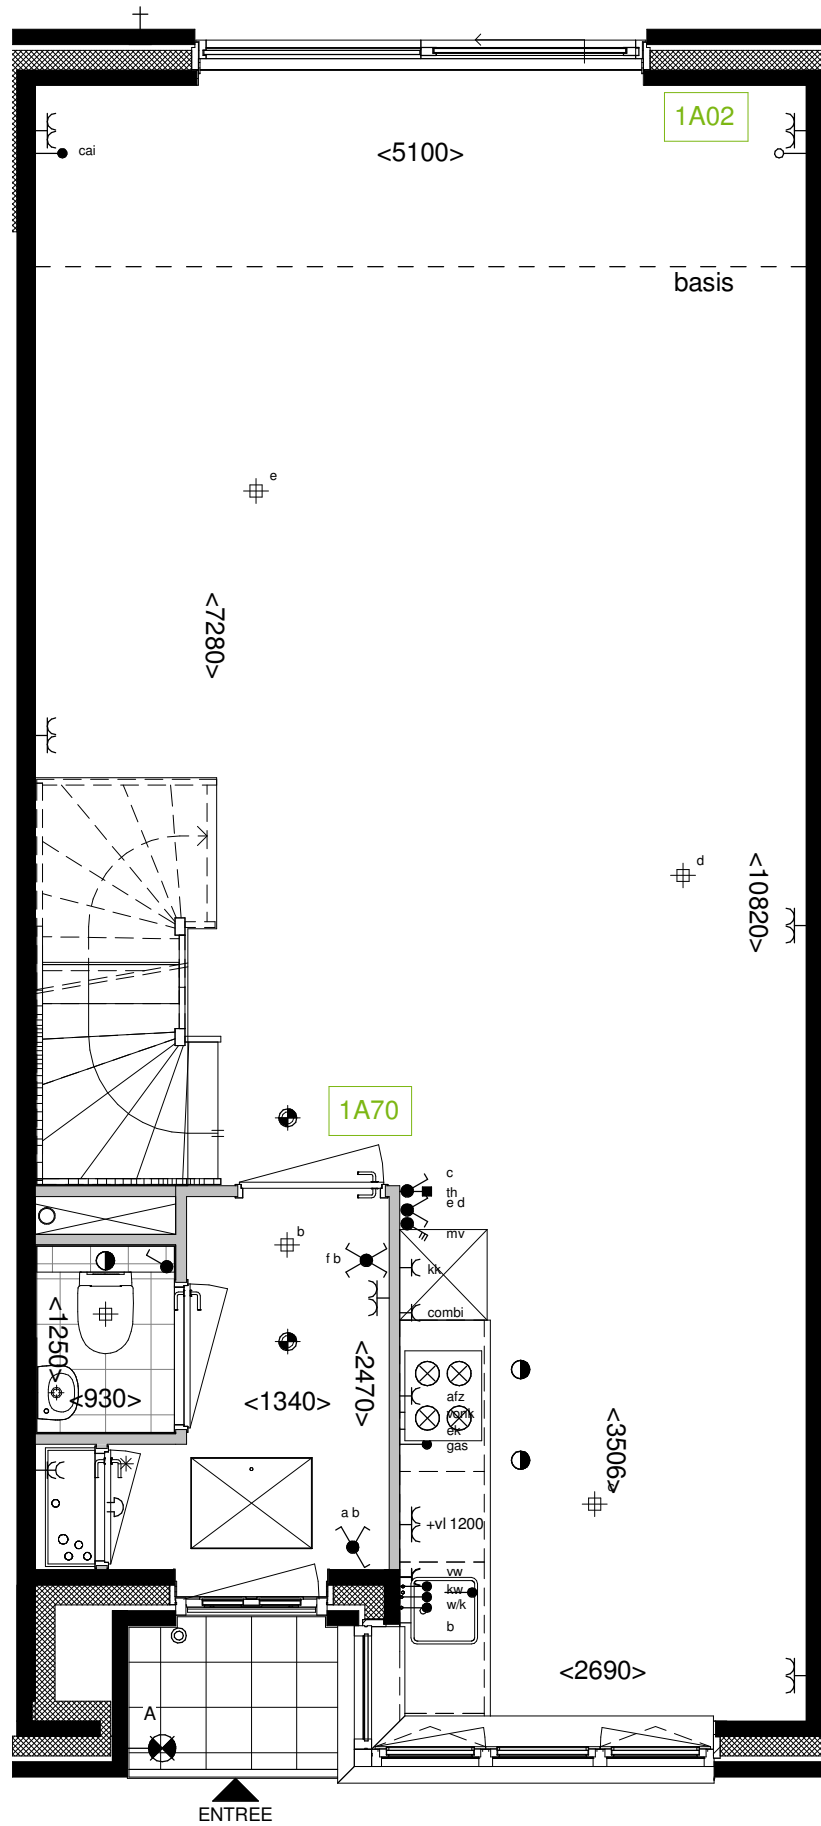 1A02
cai
<5100>
basis
e
<7280>
d
<10820>
1A70
c
th
e d
mv
b
f b
kk
combi
<1250>
<930>
<1340>
<2470>
afz
vonk
ek
gas
<3506>
c
a b
+vl 1200
vw
kw
w/k
b
<2690>
A
ENTREE